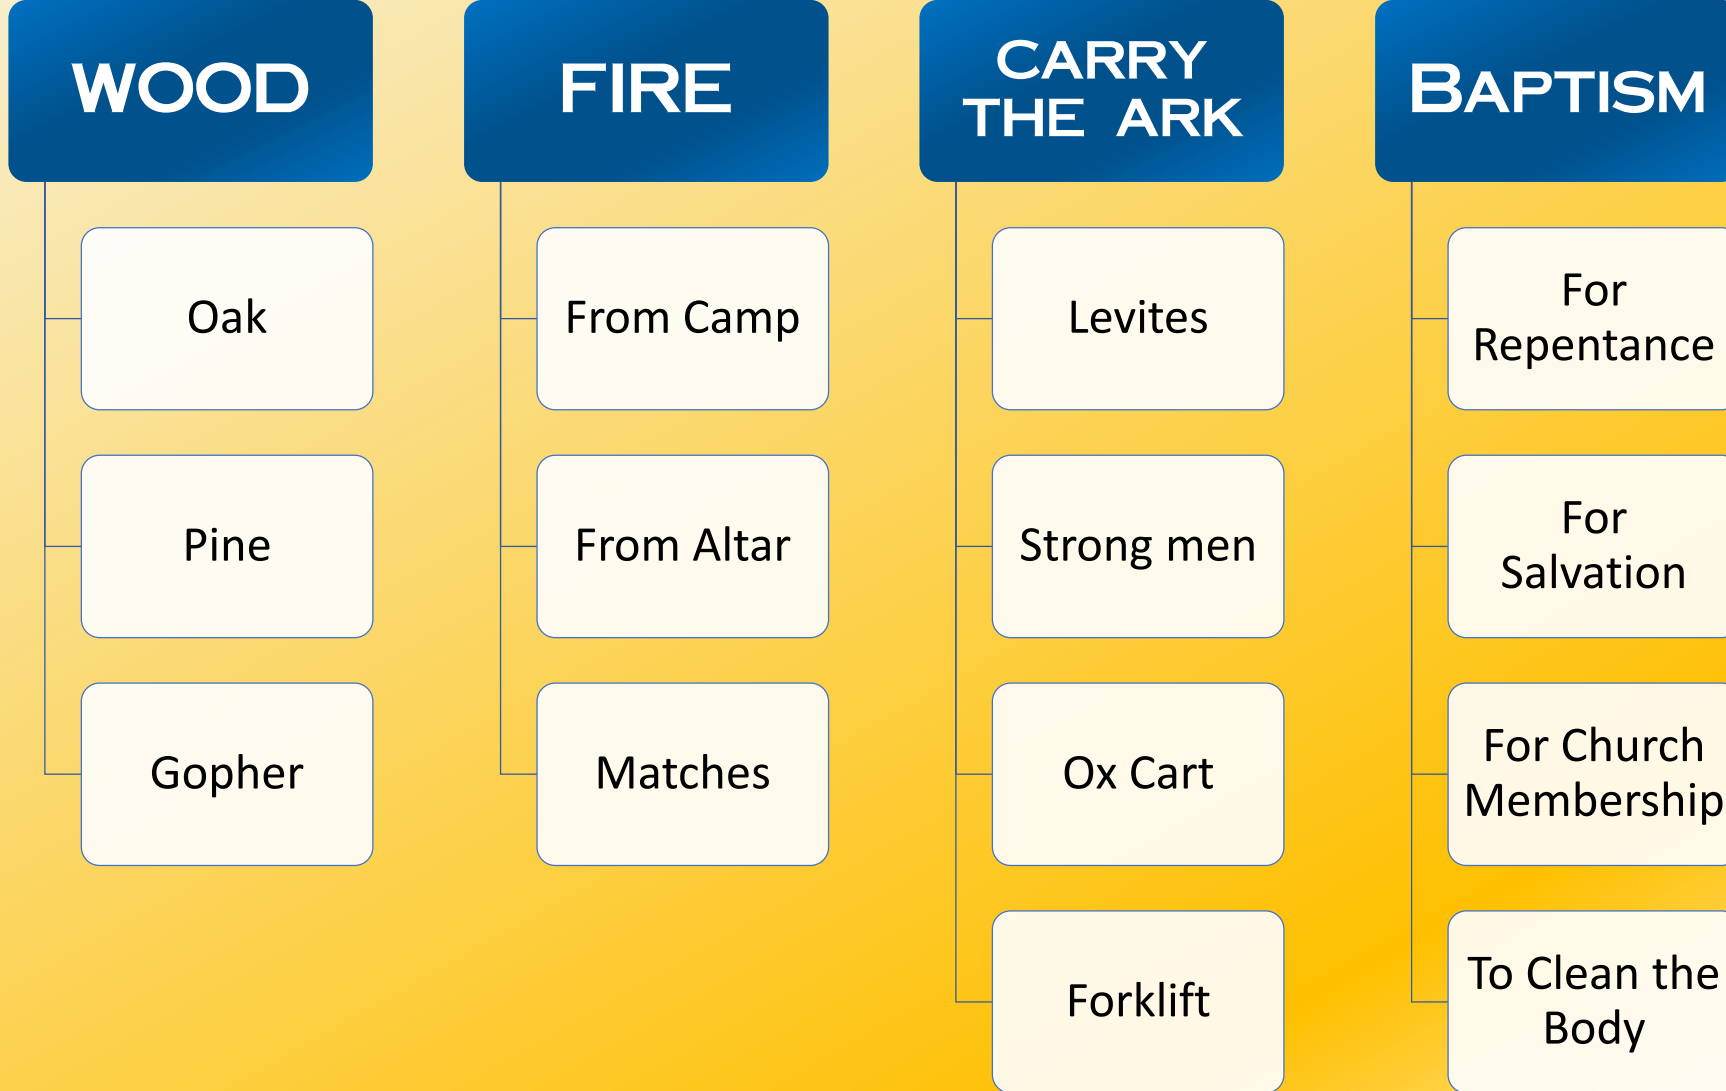 WOOD
Oak
Pine
Gopher
FIRE
From Camp
From Altar
Matches
CARRY
THE ARK
Levites
Strong men
Ox Cart
Forklift
BAPTISM
For
Repentance
For
Salvation
For Church
Membership
To Clean the
Body